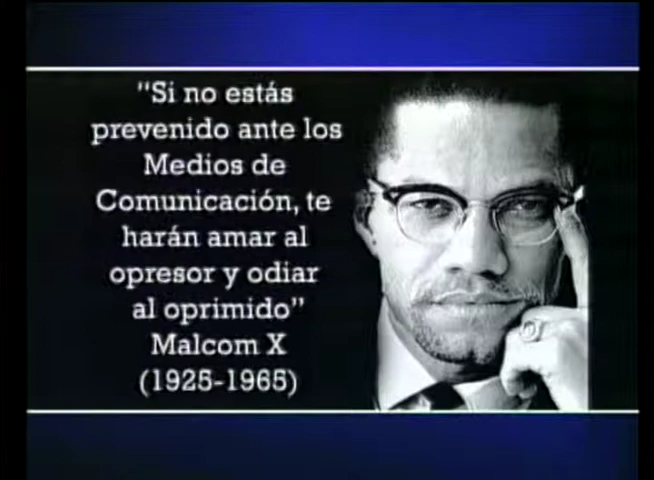 "Si no estás
prevenido ante los
Medios de
Comunicación, te
harán amar al
opresor y odiar
al oprimido"
Malcom X
(1925-1965)